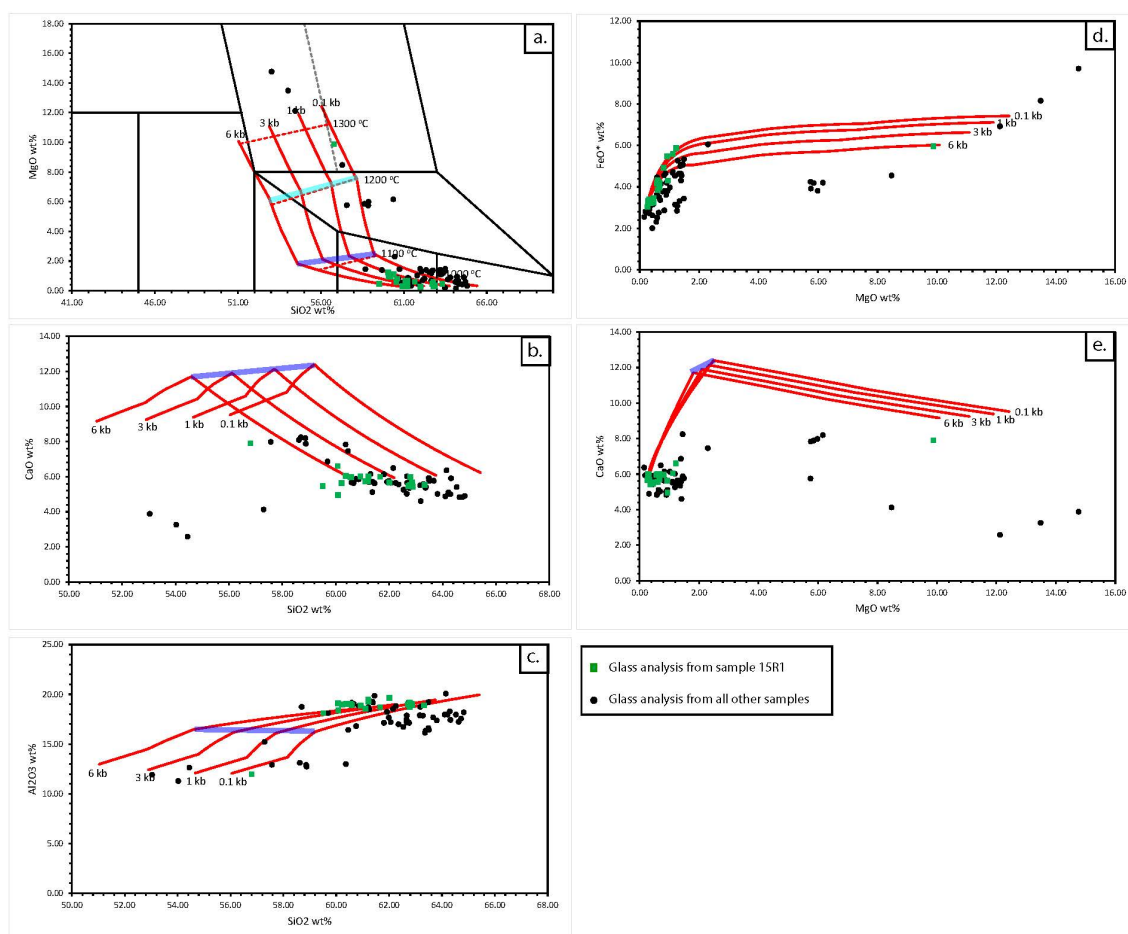 a.
18.00
16.00
14.00
12.00
10.00
8.00
6.00
4.00
2.00
0.00
MgO wt%
41.00 46.00 51.00 56.00 61.00 66.00
SiO2 wt%
6 kb
3 kb
1 kb
0.1 kb
1300 °C
1200 °C
1100 °C
1000 °C
d.
12.00
10.00
8.00
6.00
4.00
2.00
0.00
FeO* wt%
0.00 2.00 4.00 6.00 8.00 10.00 12.00 14.00 16.00
MgO wt%
0.1 kb
1 kb
3 kb
6 kb
b.
14.00
12.00
10.00
8.00
6.00
4.00
2.00
0.00
CaO wt%
50.00 52.00 54.00 56.00 58.00 60.00 62.00 64.00 66.00 68.00
SiO2 wt%
6 kb
3 kb
1 kb
0.1 kb
e.
14.00
12.00
10.00
8.00
6.00
4.00
2.00
0.00
CaO wt%
0.00 2.00 4.00 6.00 8.00 10.00 12.00 14.00 16.00
MgO wt%
0.1 kb
6 kb 3 kb 1 kb
c.
25.00
20.00
15.00
10.00
5.00
0.00
Al2O3 wt%
50.00 52.00 54.00 56.00 58.00 60.00 62.00 64.00 66.00 68.00
SiO2 wt%
6 kb
3 kb
1 kb
0.1 kb
Glass analysis from sample 15R1
Glass analysis from all other samples